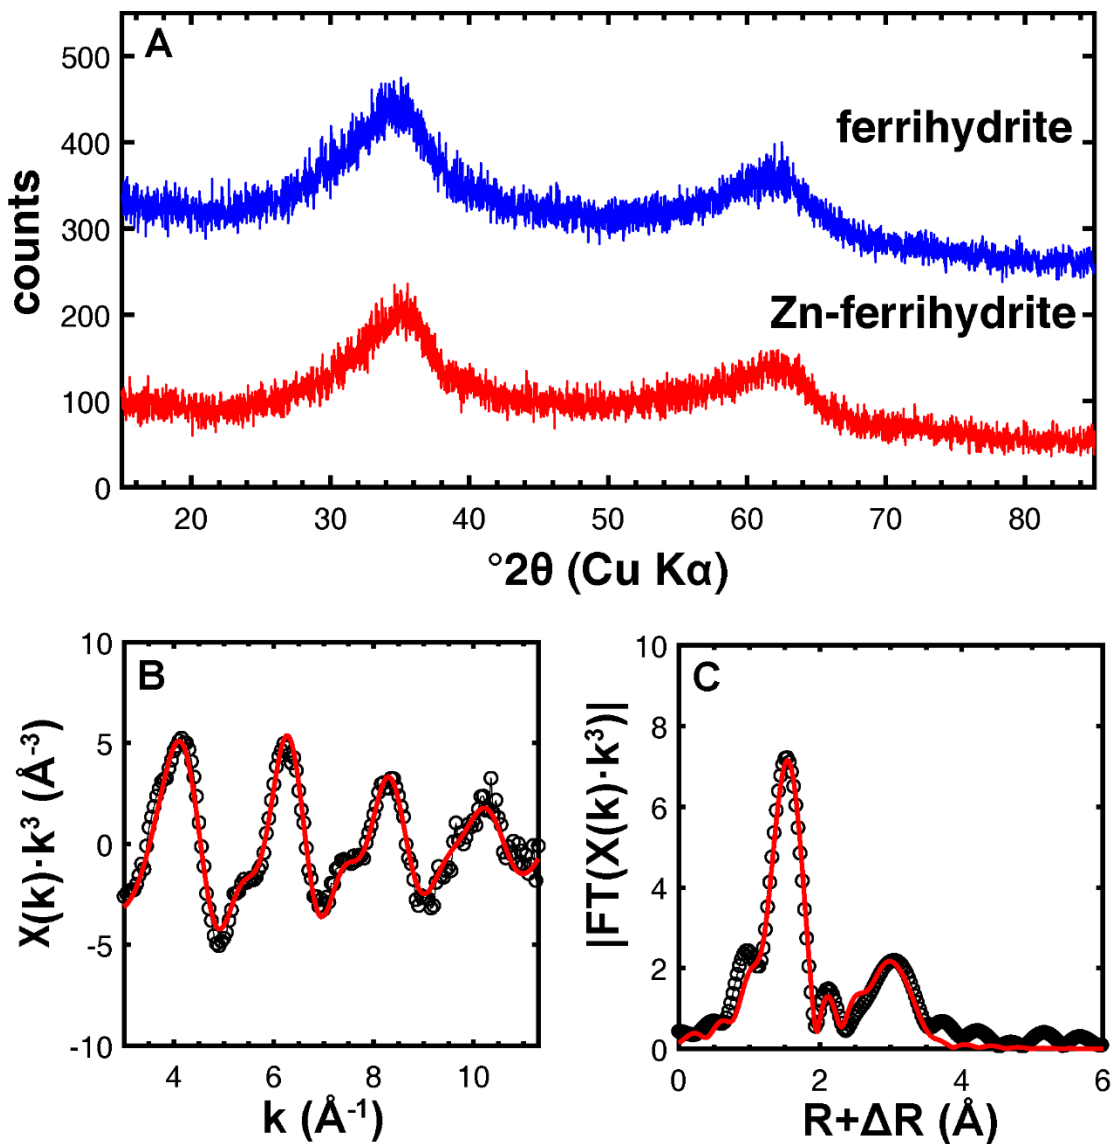 A
500
400
300
200
100
0
counts
ferrihydrite
Zn-ferrihydrite
20 30 40 50 60 70 80
°2θ (Cu Kα)
B
10
5
0
-5
-10
X(k)·k³ (Å⁻³)
4 6 8 10
k (Å⁻¹)
C
10
8
6
4
2
0
|FT(X(k)·k³)|
0 2 4 6
R+ΔR (Å)